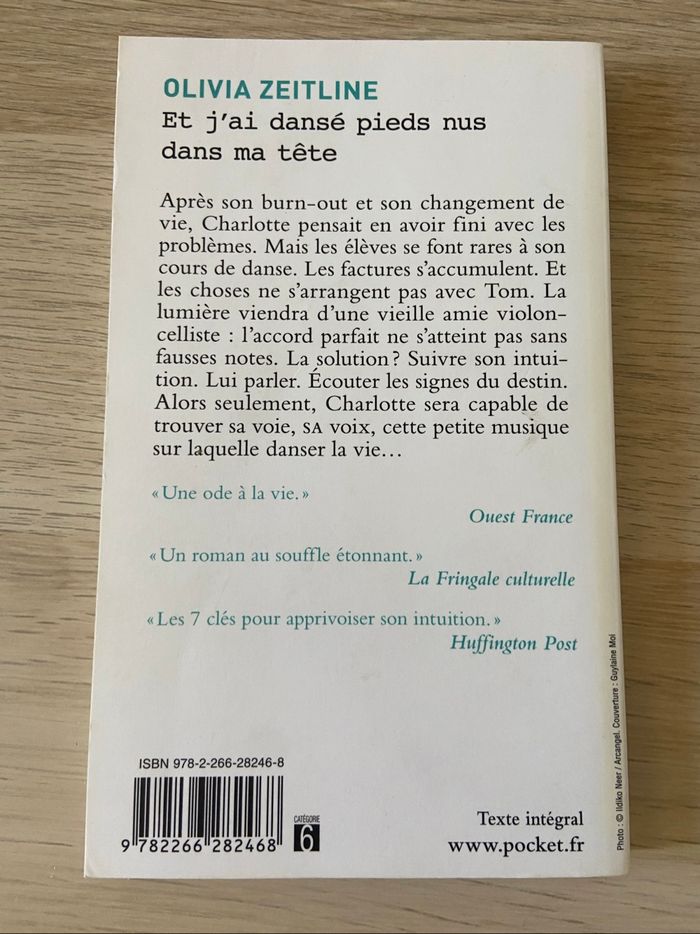 OLIVIA ZEITLINE
Et j'ai dansé pieds nus
dans ma tête
Après son burn-out et son changement de
vie, Charlotte pensait en avoir fini avec les
problèmes. Mais les élèves se font rares à son
cours de danse. Les factures s'accumulent. Et
les choses ne s'arrangent pas avec Tom. La
lumière viendra d'une vieille amie violon-
celliste : l'accord parfait ne s'atteint pas sans
fausses notes. La solution ? Suivre son intui-
tion. Lui parler. Écouter les signes du destin.
Alors seulement, Charlotte sera capable de
trouver sa voie, SA voix, cette petite musique
sur laquelle danser la vie…
« Une ode à la vie. »
Ouest France
« Un roman au souffle étonnant. »
La Fringale culturelle
« Les 7 clés pour apprivoiser son intuition. »
Huffington Post
Photo : © Ildiko Neer / Arcangel. Couverture : Guylaine Moi
ISBN 978-2-266-28246-8
9 782266 282468
CATÉGORIE
6
Texte intégral
www.pocket.fr